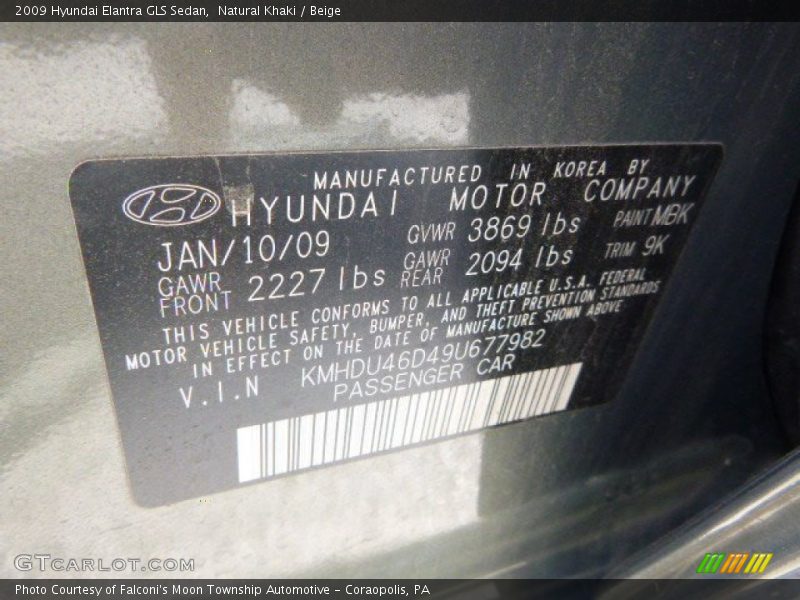 2009 Hyundai Elantra GLS Sedan,  Natural Khaki / Beige
MANUFACTURED IN KOREA BY
HYUNDAI MOTOR COMPANY
JAN/10/09 GVWR 3869 lbs PAINT MBK
GAWR FRONT 2227 lbs GAWR REAR 2094 lbs TRIM 9K
THIS VEHICLE CONFORMS TO ALL APPLICABLE U.S.A. FEDERAL
MOTOR VEHICLE SAFETY, BUMPER, AND THEFT PREVENTION STANDARDS
IN EFFECT ON THE DATE OF MANUFACTURE SHOWN ABOVE
V.I.N KMHDU46D49U677982
PASSENGER CAR
GTCARLOT.COM
Photo Courtesy of Falconi's Moon Township Automotive – Coraopolis, PA